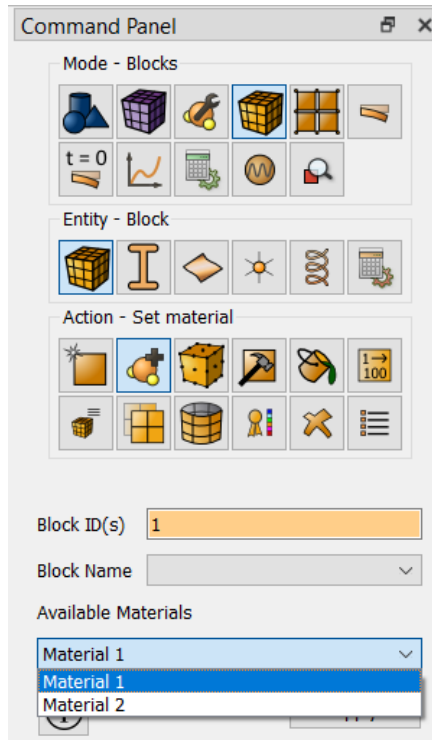 Command Panel
Mode - Blocks
t = 0
Entity - Block
Action - Set material
1→
100
Block ID(s) 1
Block Name
Available Materials
Material 1
Material 1
Material 2